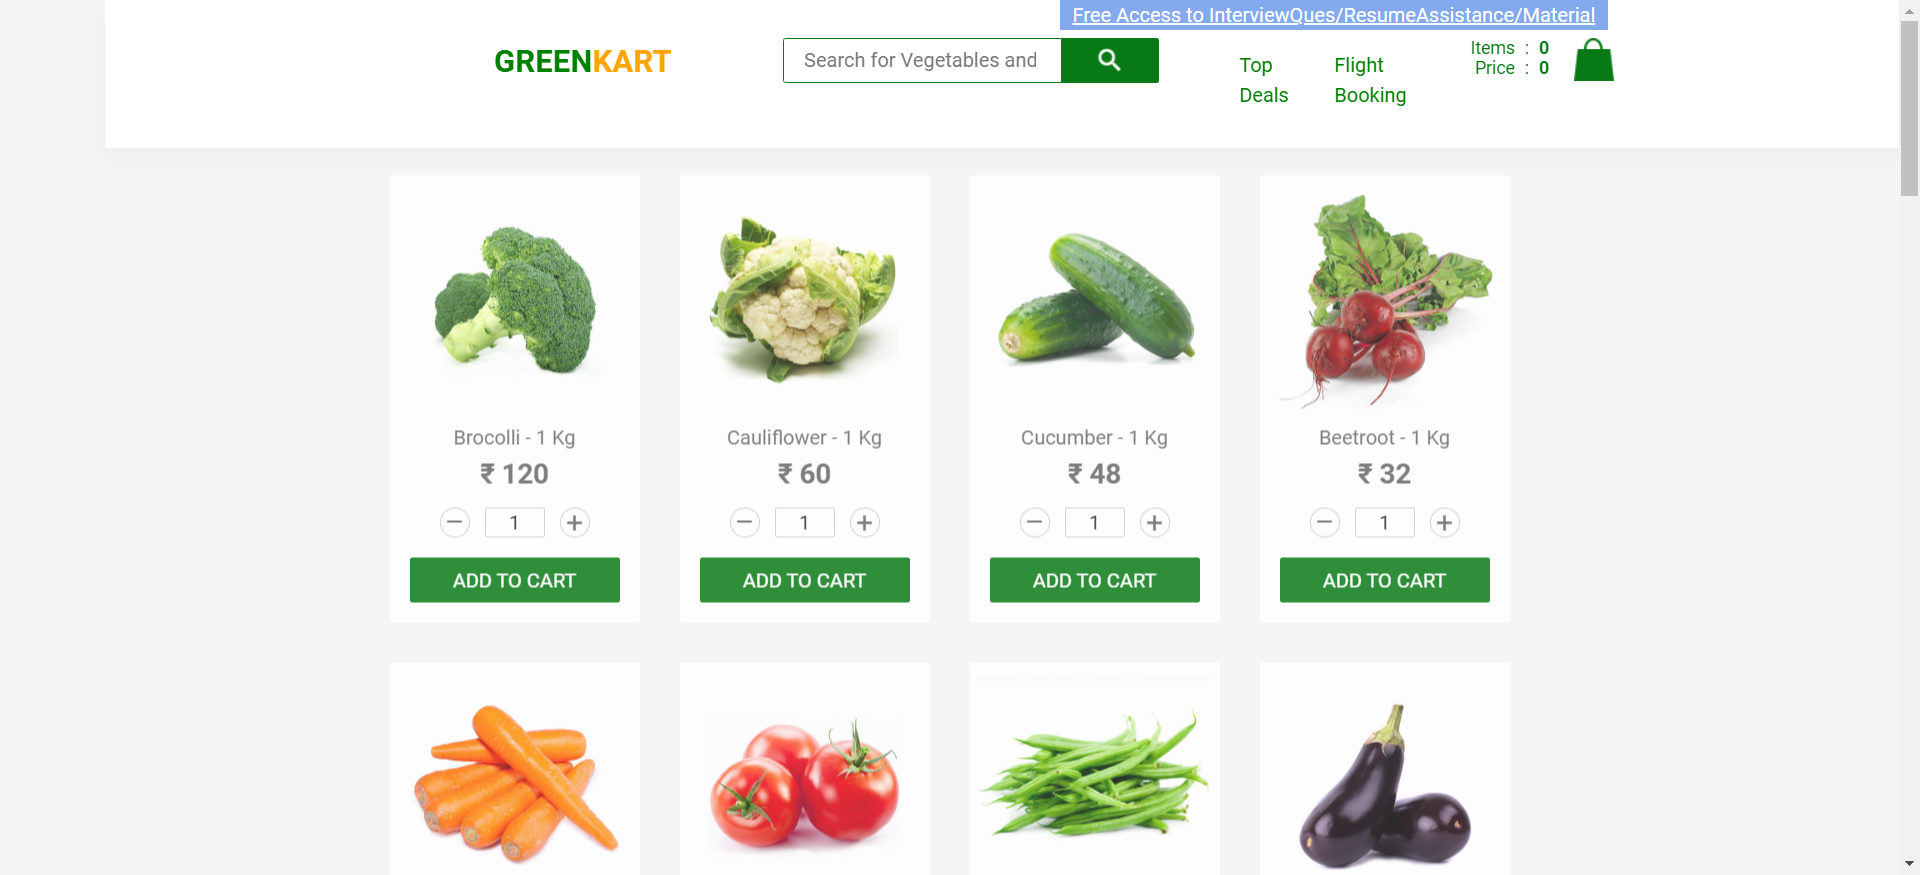 Free Access to InterviewQues/ResumeAssistance/Material
GREENKART
Search for Vegetables and
Top
Deals
Flight
Booking
Items : 0
Price : 0
Brocolli - 1 Kg
₹ 120
1
ADD TO CART
Cauliflower - 1 Kg
₹ 60
1
ADD TO CART
Cucumber - 1 Kg
₹ 48
1
ADD TO CART
Beetroot - 1 Kg
₹ 32
1
ADD TO CART